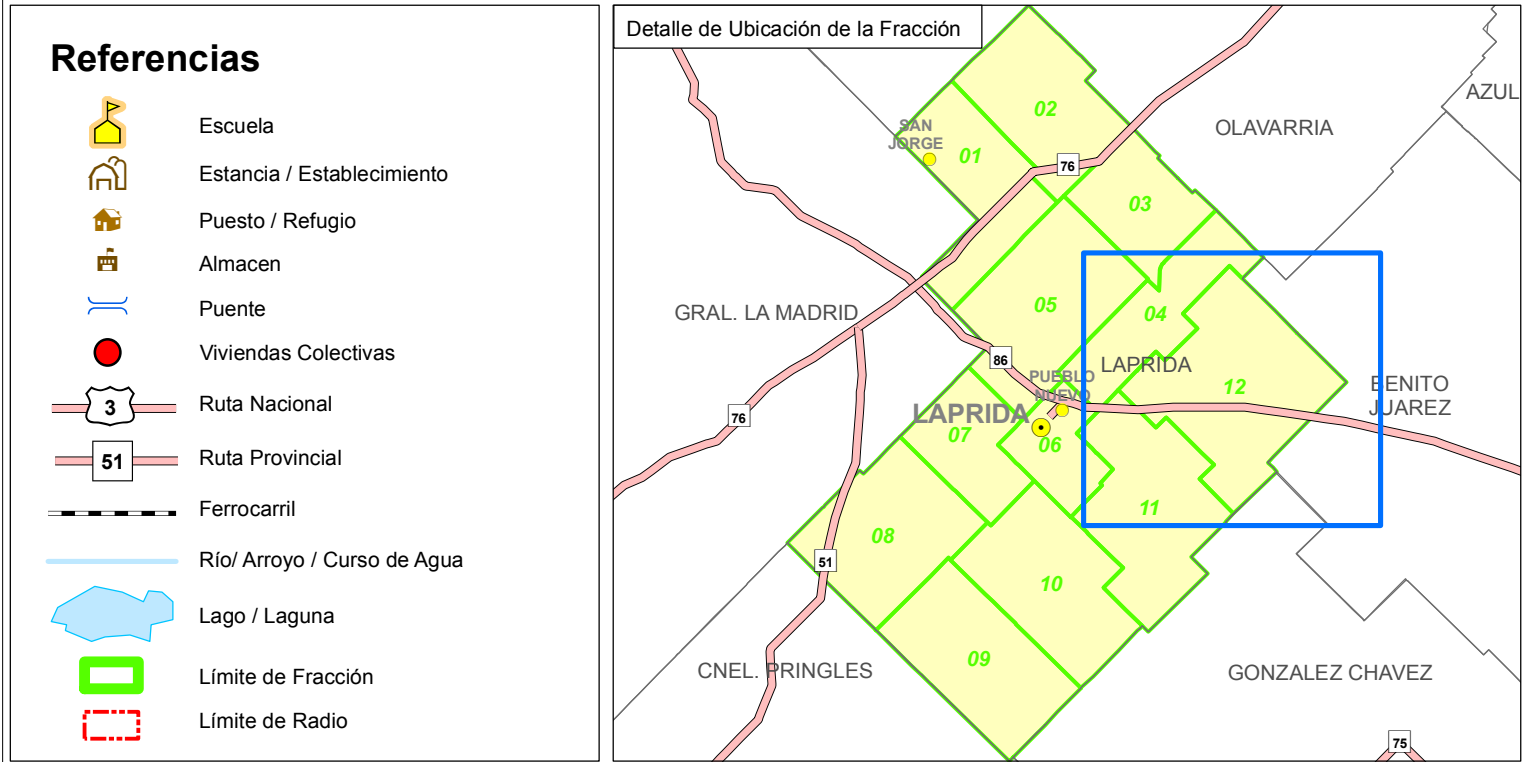 Referencias
Escuela
Estancia / Establecimiento
Puesto / Refugio
Almacen
Puente
Viviendas Colectivas
3
Ruta Nacional
51
Ruta Provincial
Ferrocarril
Río/ Arroyo / Curso de Agua
Lago / Laguna
Límite de Fracción
Límite de Radio
Detalle de Ubicación de la Fracción
AZUL
02
OLAVARRIA
SAN
JORGE
01
76
03
05
04
GRAL. LA MADRID
86
LAPRIDA
PUEBLO
NUEVO
12
BENITO
JUAREZ
LAPRIDA
76
07
06
11
08
51
10
09
CNEL. PRINGLES
GONZALEZ CHAVEZ
75